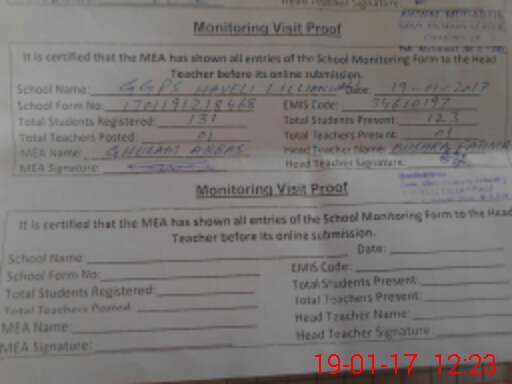 Head Teacher Signature:
Monitoring Visit Proof
It is certified that the MEA has shown all entries of the School Monitoring Form to the Head
Teacher before its online submission.
School Name: GGPS HAVELI Date: 19-01-2017
School Form No: EMIS Code: 34610197
Total Students Registered: 131 Total Students Present: 123
Total Teachers Posted: 01 Total Teachers Present: 01
MEA Name: GHULAM ABBAS Head Teacher Name: BUSHRA
MEA Signature: Head Teacher Signature:
Monitoring Visit Proof
It is certified that the MEA has shown all entries of the School Monitoring Form to the Head
Teacher before its online submission.
School Name: Date:
School Form No: EMIS Code:
Total Students Registered: Total Students Present:
Total Teachers Posted: Total Teachers Present:
MEA Name: Head Teacher Name:
MEA Signature: Head Teacher Signature:
19-01-17 12:23